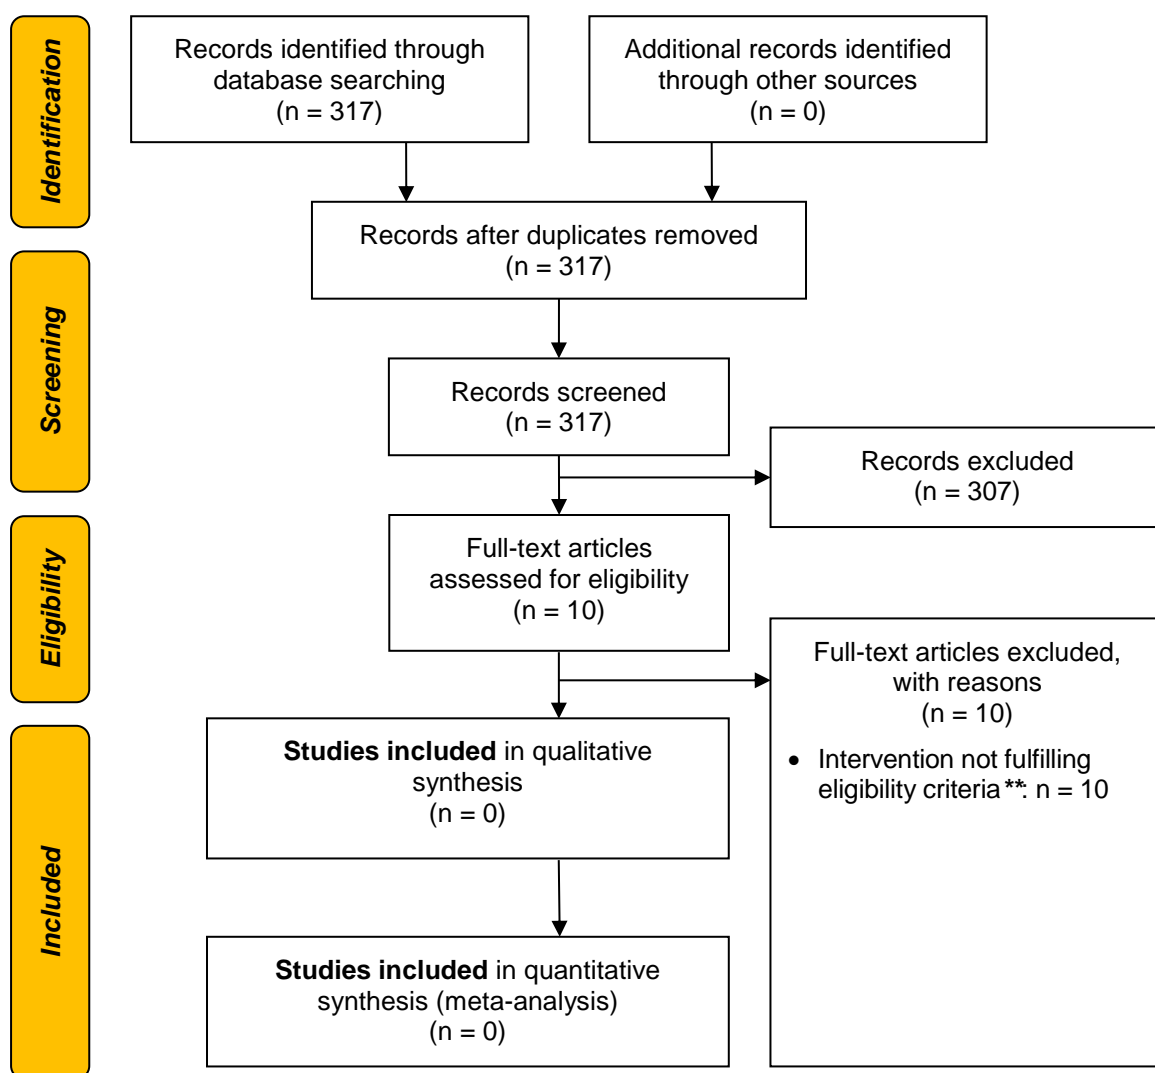 Identification
Records identified through
database searching
(n = 317)
Additional records identified
through other sources
(n = 0)
Records after duplicates removed
(n = 317)
Screening
Records screened
(n = 317)
Records excluded
(n = 307)
Eligibility
Full-text articles
assessed for eligibility
(n = 10)
Full-text articles excluded,
with reasons
(n = 10)
• Intervention not fulfilling
eligibility criteria**: n = 10
Included
Studies included in qualitative
synthesis
(n = 0)
Studies included in quantitative
synthesis (meta-analysis)
(n = 0)